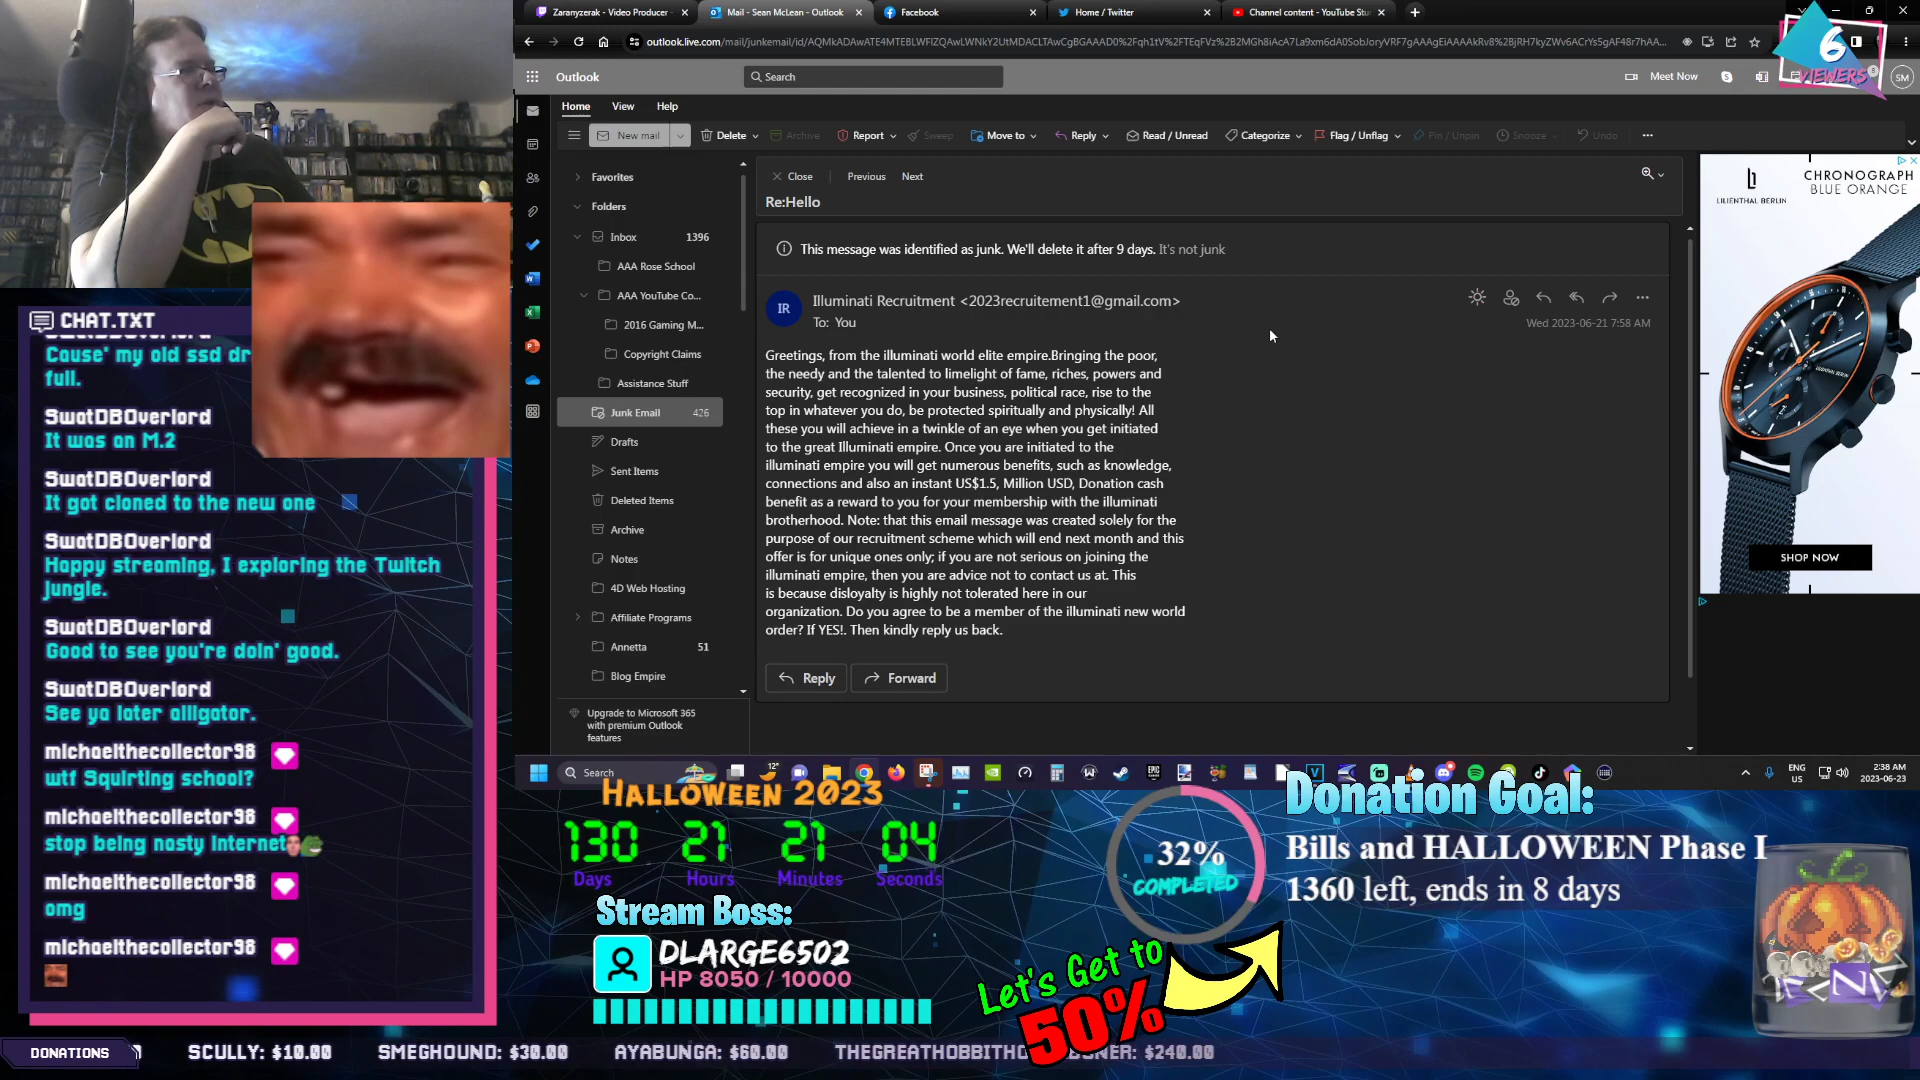 Zaranyzerak - Video Producer -
Mail - Sean McLean - Outlook
Facebook
Home / Twitter
Channel content - YouTube Stu
6
VIEWERS
Outlook
Search
Meet Now
SM
Home
View
Help
New mail
Delete
Archive
Report
Sweep
Move to
Reply
Read / Unread
Categorize
Flag / Unflag
Pin / Unpin
Snooze
Undo
Favorites
Folders
Inbox 1396
AAA Rose School
AAA YouTube Co...
2016 Gaming M...
Copyright Claims
Assistance Stuff
Junk Email 426
Drafts
Sent Items
Deleted Items
Archive
Notes
4D Web Hosting
Affiliate Programs
Annetta 51
Blog Empire
Upgrade to Microsoft 365
with premium Outlook
features
Close
Previous
Next
Re:Hello
This message was identified as junk. We'll delete it after 9 days. It's not junk
IR
Illuminati Recruitment <2023recruitement1@gmail.com>
To: You
Wed 2023-06-21 7:58 AM
Greetings, from the illuminati world elite empire.Bringing the poor,
the needy and the talented to limelight of fame, riches, powers and
security, get recognized in your business, political race, rise to the
top in whatever you do, be protected spiritually and physically! All
these you will achieve in a twinkle of an eye when you get initiated
to the great Illuminati empire. Once you are initiated to the
illuminati empire you will get numerous benefits, such as knowledge,
connections and also an instant US$1.5, Million USD, Donation cash
benefit as a reward to you for your membership with the illuminati
brotherhood. Note: that this email message was created solely for the
purpose of our recruitment scheme which will end next month and this
offer is for unique ones only; if you are not serious on joining the
illuminati empire, then you are advice not to contact us at. This
is because disloyalty is highly not tolerated here in our
organization. Do you agree to be a member of the illuminati new world
order? If YES!. Then kindly reply us back.
Reply
Forward
LILIENTHAL BERLIN
CHRONOGRAPH
BLUE ORANGE
SHOP NOW
CHAT.TXT
Cause' my old ssd dr
full.
SwatDBOverlord
It was on M.2
SwatDBOverlord
It got cloned to the new one
SwatDBOverlord
Happy streaming, I exploring the Twitch
jungle.
SwatDBOverlord
Good to see you're doin' good.
SwatDBOverlord
See ya later alligator.
michaelthecollector98
wtf Squirting school?
michaelthecollector98
stop being nasty Internet
michaelthecollector98
omg
michaelthecollector98
Search
12°
ENG
US
2:38 AM
2023-06-23
HALLOWEEN 2023
130 21 21 04
Days Hours Minutes Seconds
Stream Boss:
DLARGE6502
HP 8050 / 10000
32%
COMPLETED
Donation Goal:
Bills and HALLOWEEN Phase I
1360 left, ends in 8 days
Let's Get to
50%
DONATIONS
SCULLY: $10.00
SMEGHOUND: $30.00
AYABUNGA: $60.00
$240.00